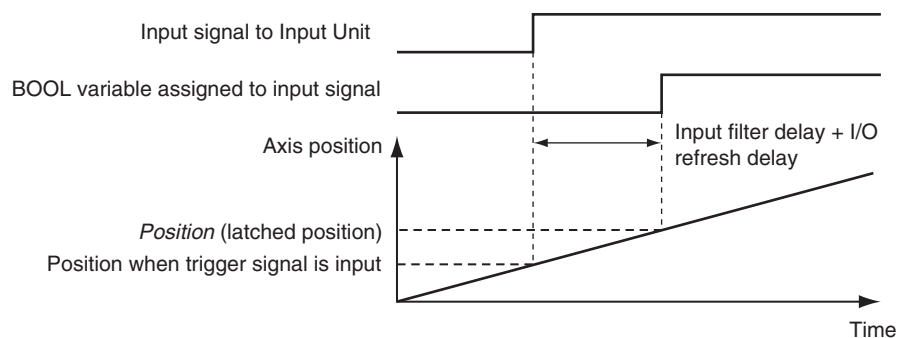 Input signal to Input Unit
BOOL variable assigned to input signal
Input filter delay + I/O
refresh delay
Axis position
Position (latched position)
Position when trigger signal is input
Time